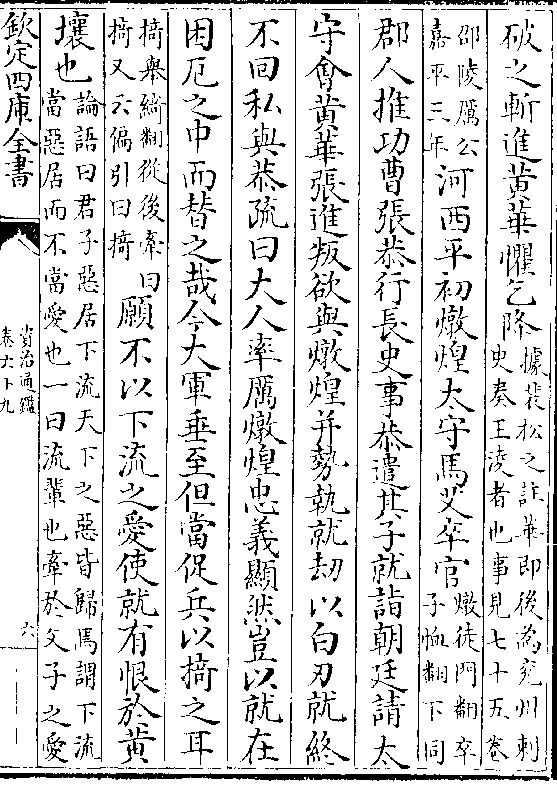 破之斬進黃華懼乞降據裴松之註華即後為兗州刺
史奏王淩者也事見七十五卷
邵陵厲公
嘉平三年河西平初燉煌太守馬艾卒官燉徒門翻卒
子恤翻下同
郡人推功曹張恭行長史事恭遣其子就詣朝廷請太
守會黃華張進叛欲與燉煌并勢執就劫以白刃就終
不回私與恭疏曰大人率厲燉煌忠義顯然豈以就在
困厄之中而替之哉今大軍垂至但當促兵以掎之耳
掎舉綺翻從後牽曰
掎又云偏引曰掎願不以下流之愛使就有恨於黃
壤也論語曰君子惡居下流天下之惡皆歸焉謂下流
當惡居而不當愛也一曰流輩也牽於父子之愛
欽定四庫全書
資治通鑑
卷六十九
六